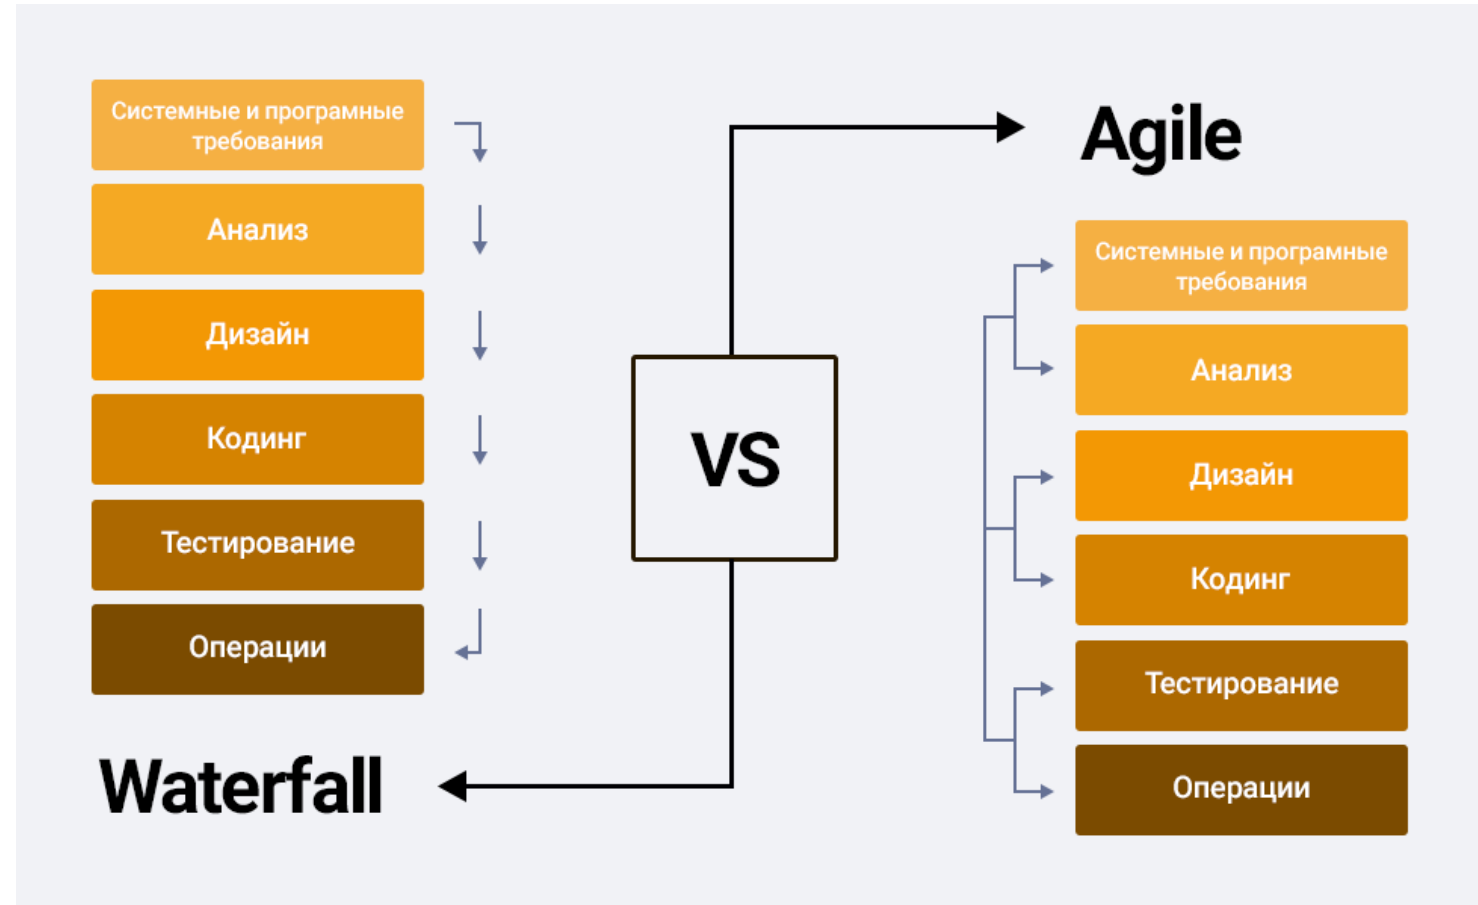 Системные и програмные
требования
Анализ
Дизайн
Кодинг
Тестирование
Операции
Waterfall
VS
Agile
Системные и програмные
требования
Анализ
Дизайн
Кодинг
Тестирование
Операции